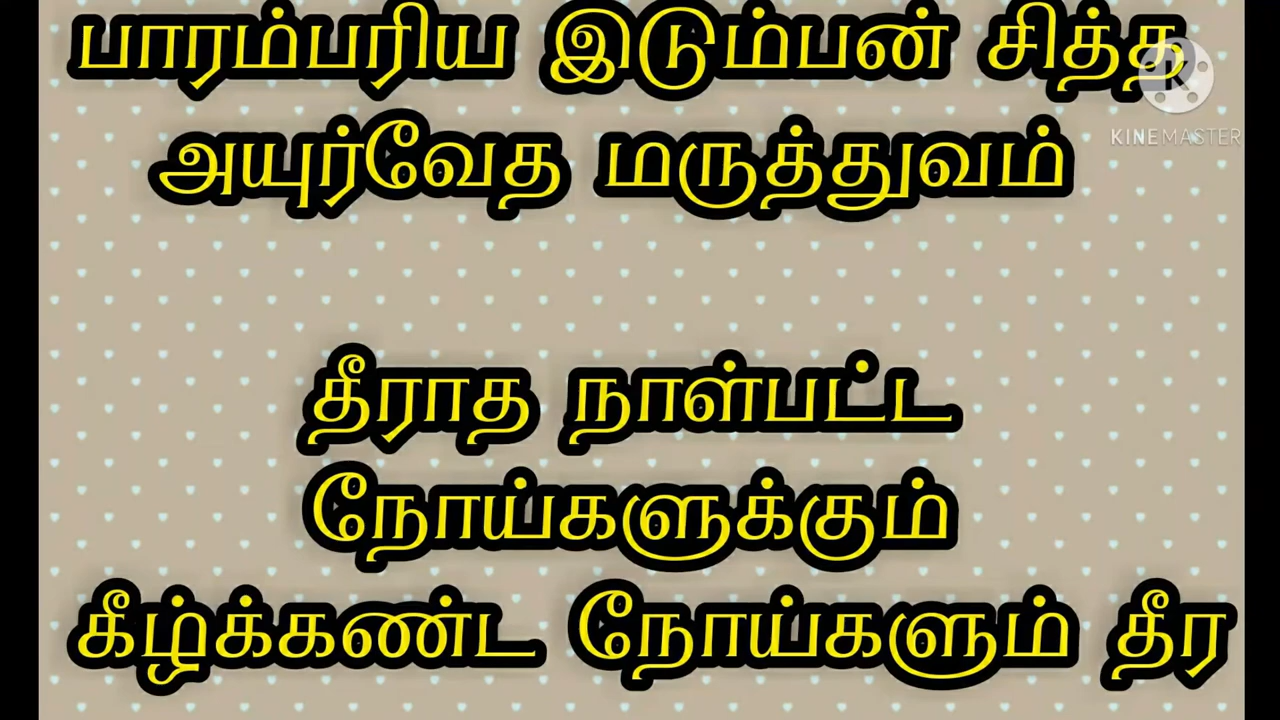 பாரம்பரிய இடும்பன் சித்த
அயுர்வேத மருத்துவம்
KINEMASTER
தீராத நாள்பட்ட
நோய்களுக்கும்
கீழ்க்கண்ட நோய்களும் தீர